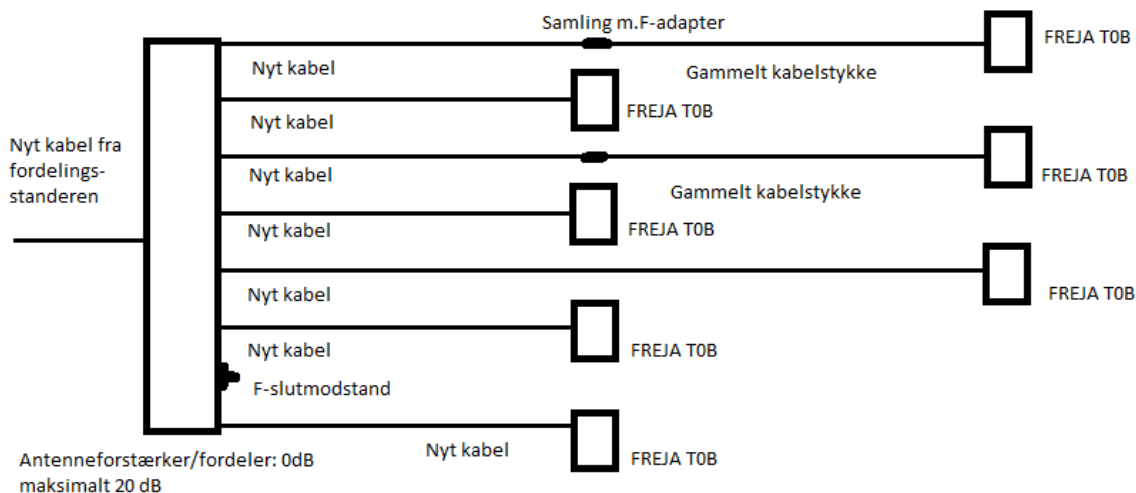 Samling m.F-adapter
FREJA T0B
Nyt kabel
Gammelt kabelstykke
FREJA T0B
Nyt kabel
Nyt kabel fra
fordelings-
standeren
Nyt kabel
FREJA T0B
Gammelt kabelstykke
Nyt kabel
FREJA T0B
Nyt kabel
FREJA T0B
Nyt kabel
FREJA T0B
F-slutmodstand
Nyt kabel
FREJA T0B
Antenneforstærker/fordeler: 0dB
maksimalt 20 dB